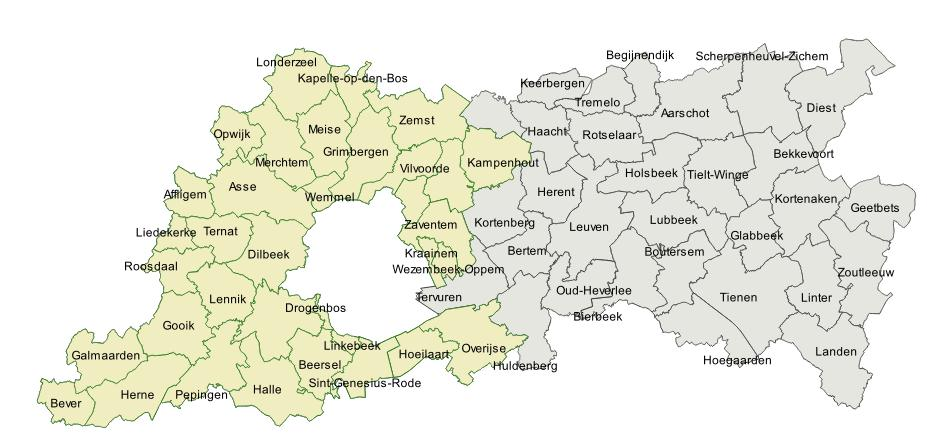 Londerzeel
Kapelle-op-den-Bos
Begijnendijk
Scherpenheuvel-Zichem
Keerbergen
Tremelo
Aarschot
Diest
Zemst
Opwijk
Meise
Haacht
Rotselaar
Grimbergen
Merchtem
Vilvoorde
Kampenhout
Bekkevoort
Holsbeek
Tielt-Winge
Asse
Affligem
Wemmel
Herent
Kortenaken
Geetbets
Liedekerke
Ternat
Zaventem
Kortenberg
Leuven
Lubbeek
Glabbeek
Dilbeek
Kraainem
Bertem
Boutersem
Roosdaal
Wezembeek-Oppem
Zoutleeuw
Lennik
Drogenbos
Tervuren
Oud-Heverlee
Tienen
Linter
Bierbeek
Gooik
Linkebeek
Hoeilaart
Overijse
Galmaarden
Beersel
Huldenberg
Hoegaarden
Landen
Sint-Genesius-Rode
Bever
Herne
Pepingen
Halle